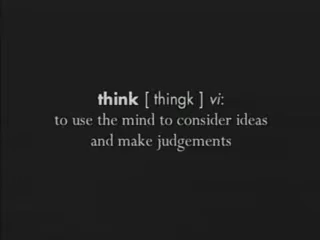 think [ thingk ] vi:
to use the mind to consider ideas
and make judgements